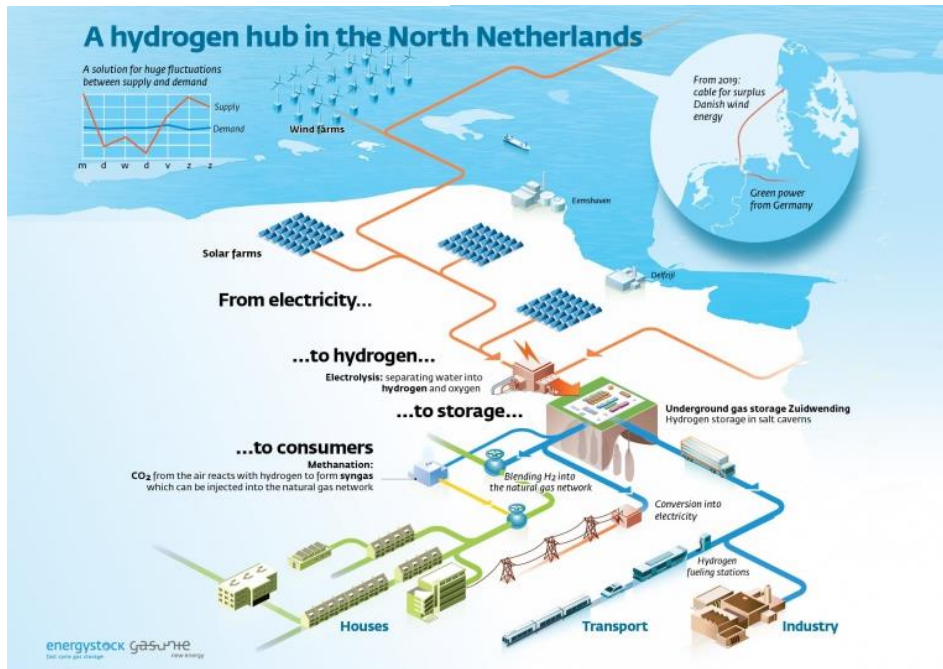 A hydrogen hub in the North Netherlands
A solution for huge fluctuations
between supply and demand
Supply
Demand
m d w d v z z
Wind farms
From 2019:
cable for surplus
Danish wind
energy
Green power
from Germany
Eemshaven
Solar farms
Delfzijl
From electricity...
...to hydrogen...
Electrolysis: separating water into
hydrogen and oxygen
...to storage...
Underground gas storage Zuidwending
Hydrogen storage in salt caverns
...to consumers
Methanation:
CO2 from the air reacts with hydrogen to form syngas
which can be injected into the natural gas network
Blending H2 into
the natural gas network
Conversion into
electricity
Hydrogen
fueling stations
Houses
Transport
Industry
energystock gasunie
fast cycle gas storage new energy